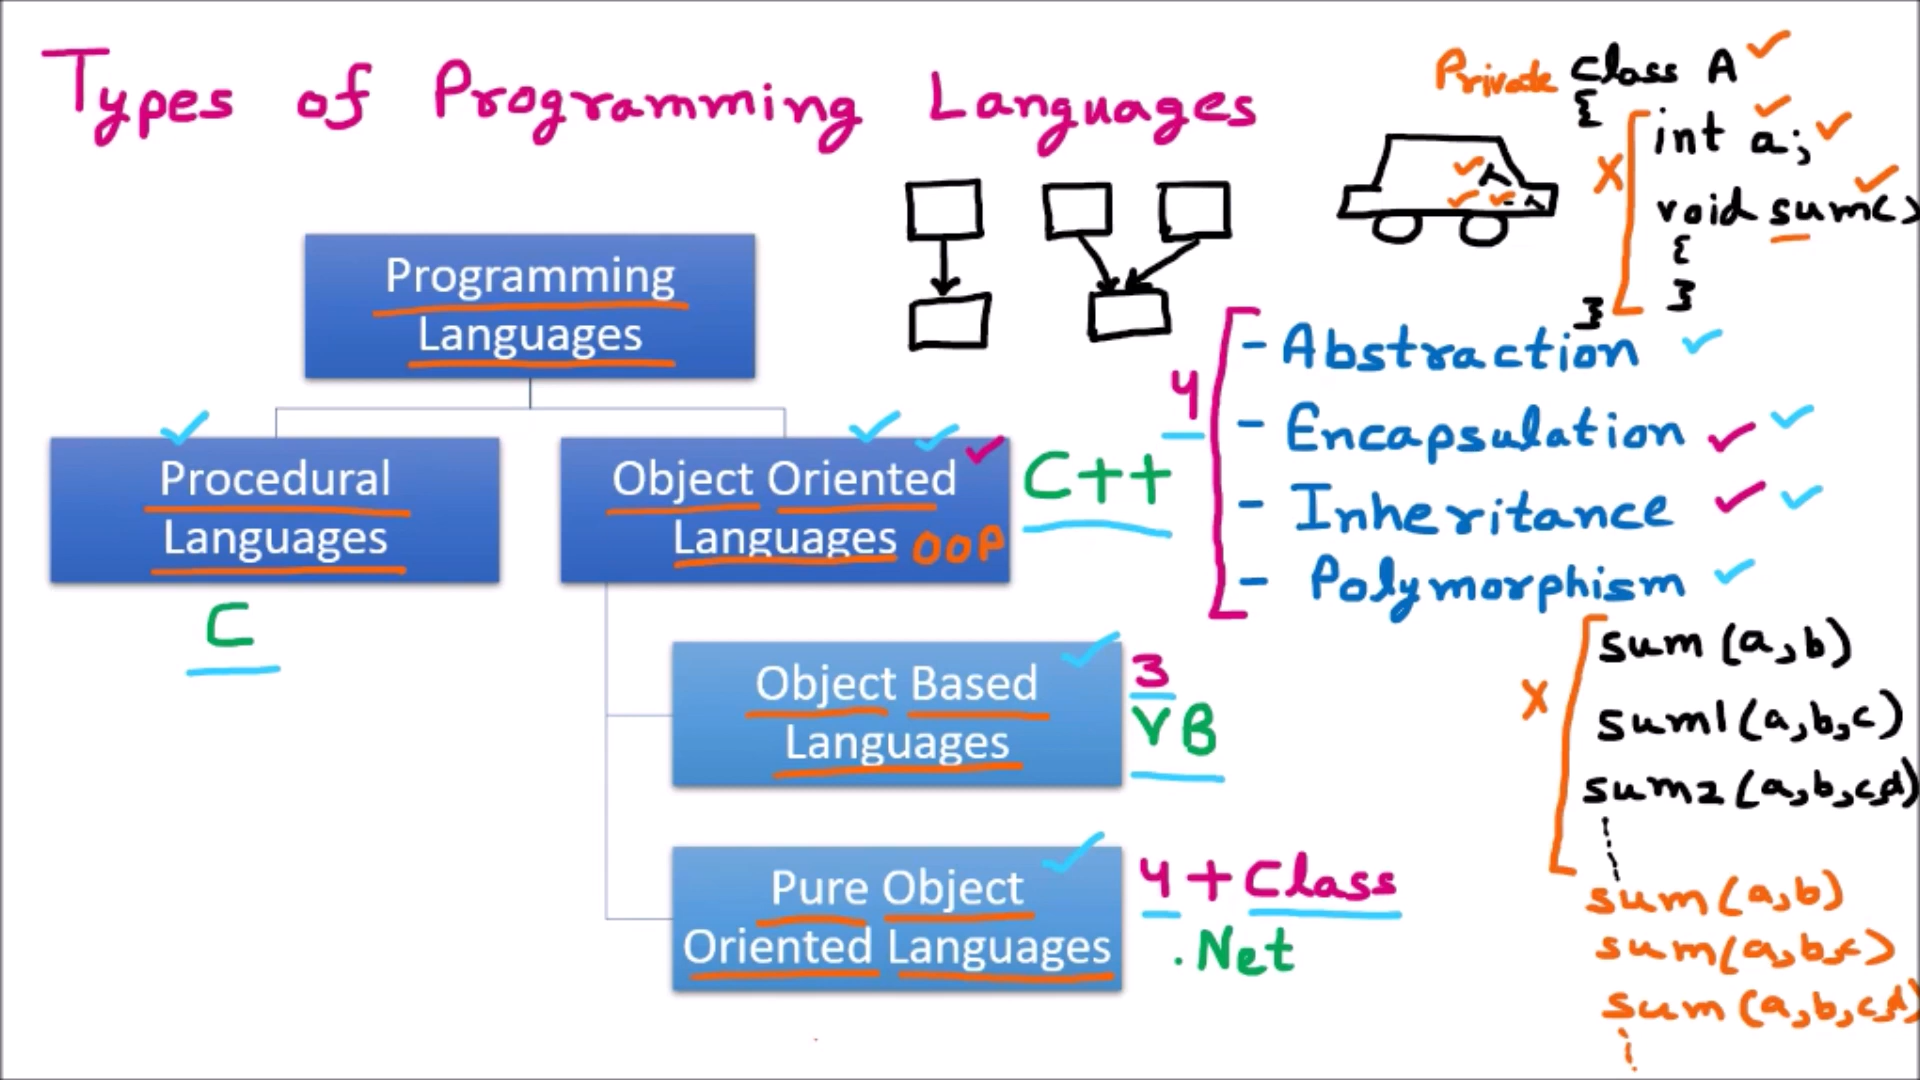 Types of Programming Languages
Private class A
{
int a;
void sum()
{
}
}
Programming
Languages
Procedural
Languages
C
Object Oriented
Languages OOP
C++
4
- Abstraction
- Encapsulation
- Inheritance
- Polymorphism
Object Based
Languages
3
VB
Pure Object
Oriented Languages
4 + Class
.Net
sum (a,b)
sum1 (a,b,c)
sum2 (a,b,c,d)
sum (a,b)
sum (a,b,c)
sum (a,b,c,d)